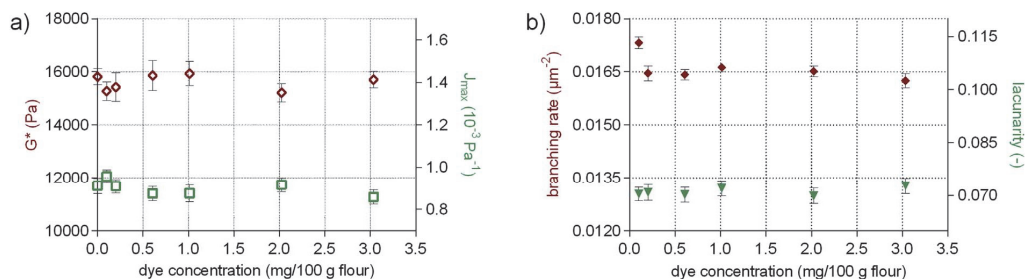 a)
18000
16000
14000
12000
10000
G* (Pa)
1.6
1.4
1.2
1.0
0.8
Jmax (10-3 Pa-1)
0.0 0.5 1.0 1.5 2.0 2.5 3.0 3.5
dye concentration (mg/100 g flour)
b)
0.0180
0.0165
0.0150
0.0135
0.0120
branching rate (µm-2)
0.115
0.100
0.085
0.070
lacunarity (-)
0.0 0.5 1.0 1.5 2.0 2.5 3.0 3.5
dye concentration (mg/100 g flour)